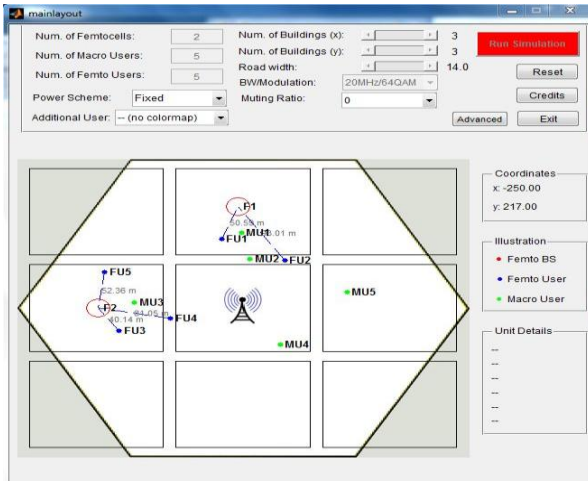 mainlayout
Num. of Femtocells: 2
Num. of Macro Users: 5
Num. of Femto Users: 5
Power Scheme: Fixed
Additional User: -- (no colormap)
Num. of Buildings (x): 3
Num. of Buildings (y): 3
Road width: 14.0
BW/Modulation: 20MHz/64QAM
Muting Ratio: 0
Run Simulation
Reset
Credits
Advanced
Exit
F1
50.59 m
MU1
FU1
MU2
FU2
FU5
52.36 m
MU3
F2
FU4
40.14 m
FU3
MU5
MU4
Coordinates
x: -250.00
y: 217.00
Illustration
Femto BS
Femto User
Macro User
Unit Details
--
--
--
--
--
--